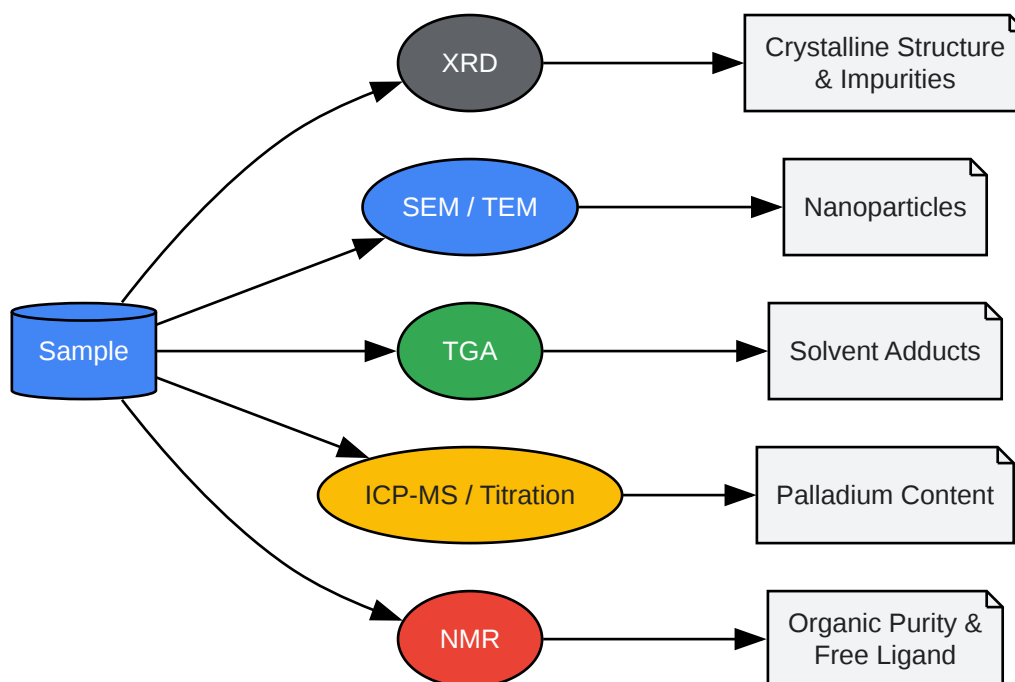 XRD
Crystalline Structure
& Impurities
SEM / TEM
Nanoparticles
Sample
TGA
Solvent Adducts
ICP-MS / Titration
Palladium Content
NMR
Organic Purity &
Free Ligand